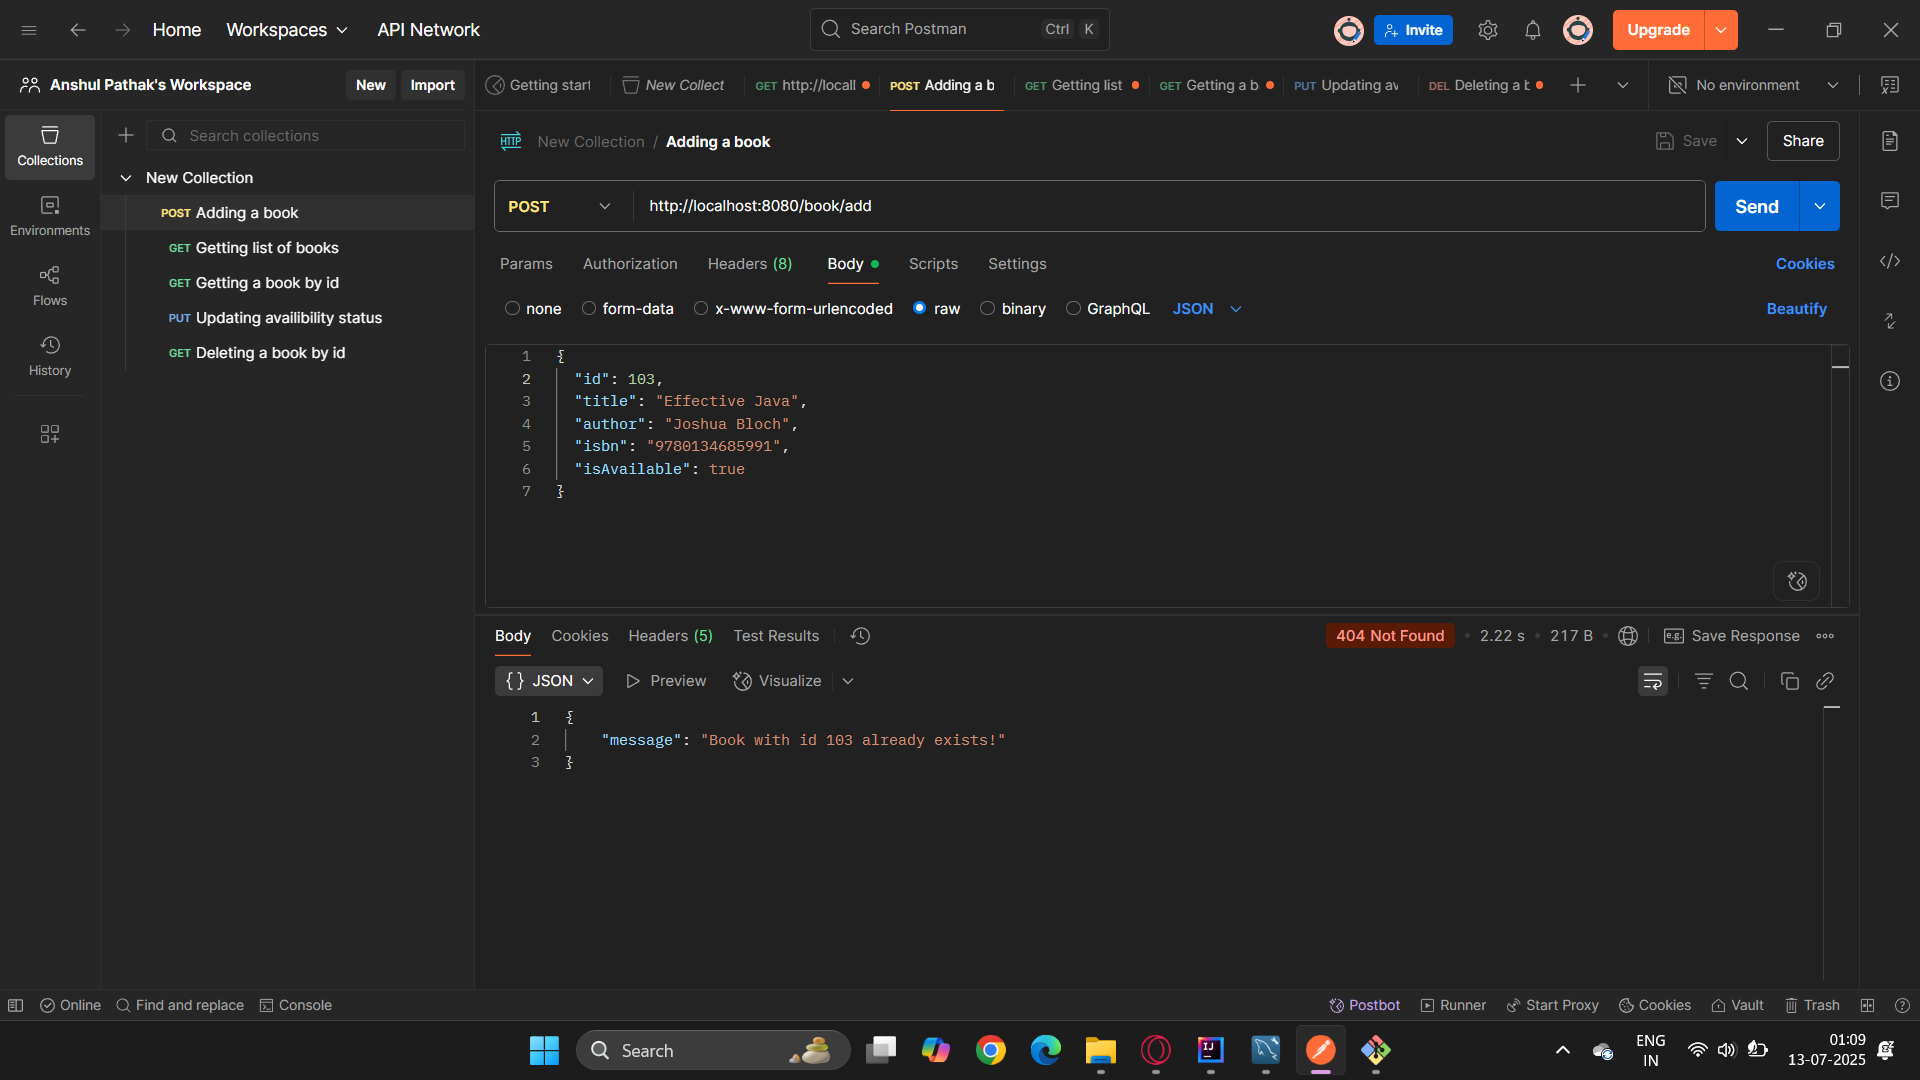 Home
Workspaces
API Network
Search Postman
Ctrl
K
Invite
Upgrade
Anshul Pathak's Workspace
New
Import
Getting start
New Collect
GET http://locall
POST Adding a b
GET Getting list
GET Getting a b
PUT Updating av
DEL Deleting a b
No environment
Collections
Environments
Flows
History
Search collections
New Collection
POST Adding a book
GET Getting list of books
GET Getting a book by id
PUT Updating availibility status
GET Deleting a book by id
HTTP
New Collection / Adding a book
Save
Share
POST
http://localhost:8080/book/add
Send
Params
Authorization
Headers (8)
Body
Scripts
Settings
Cookies
none
form-data
x-www-form-urlencoded
raw
binary
GraphQL
JSON
Beautify
1 {
2 "id": 103,
3 "title": "Effective Java",
4 "author": "Joshua Bloch",
5 "isbn": "9780134685991",
6 "isAvailable": true
7 }
Body
Cookies
Headers (5)
Test Results
404 Not Found
2.22 s
217 B
e.g.
Save Response
{} JSON
Preview
Visualize
1 {
2 "message": "Book with id 103 already exists!"
3 }
Online
Find and replace
Console
Postbot
Runner
Start Proxy
Cookies
Vault
Trash
Search
IJ
ENG
IN
01:09
13-07-2025